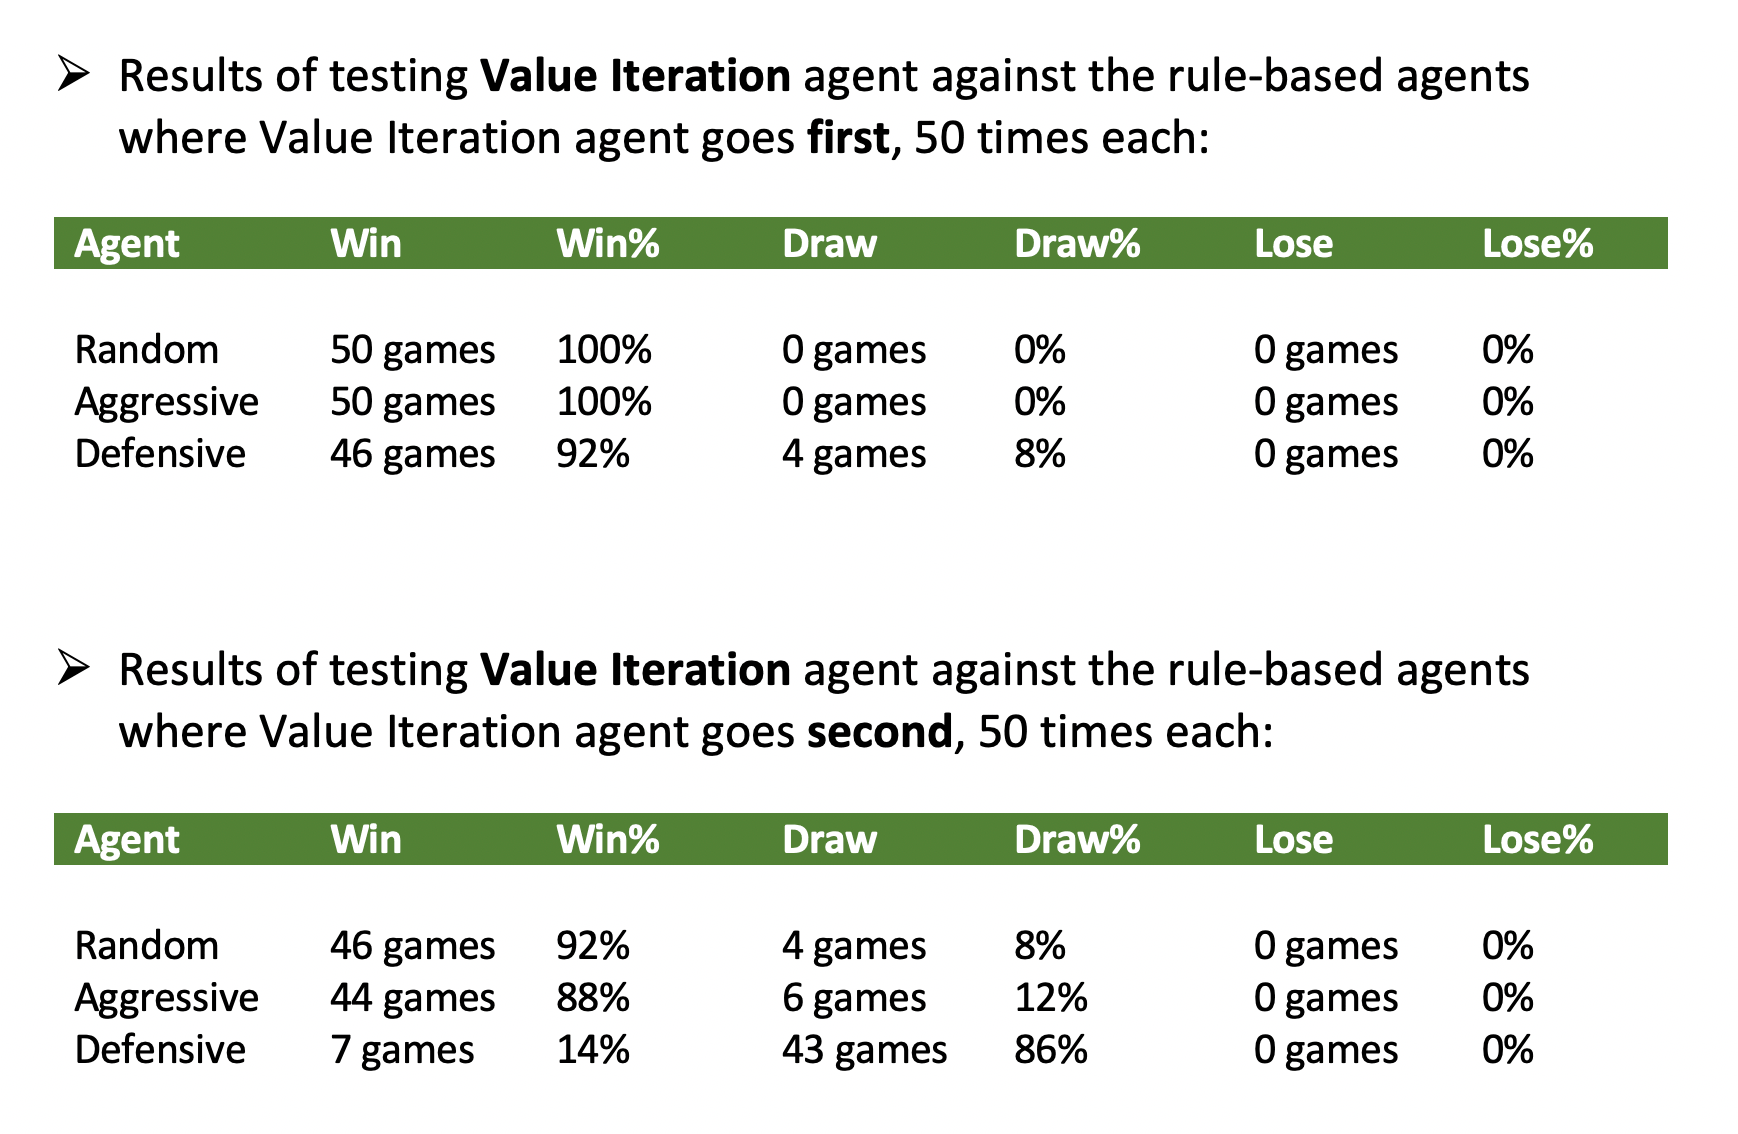 ➢ Results of testing Value Iteration agent against the rule-based agents
where Value Iteration agent goes first, 50 times each:
Agent Win Win% Draw Draw% Lose Lose%
Random 50 games 100% 0 games 0% 0 games 0%
Aggressive 50 games 100% 0 games 0% 0 games 0%
Defensive 46 games 92% 4 games 8% 0 games 0%
➢ Results of testing Value Iteration agent against the rule-based agents
where Value Iteration agent goes second, 50 times each:
Agent Win Win% Draw Draw% Lose Lose%
Random 46 games 92% 4 games 8% 0 games 0%
Aggressive 44 games 88% 6 games 12% 0 games 0%
Defensive 7 games 14% 43 games 86% 0 games 0%